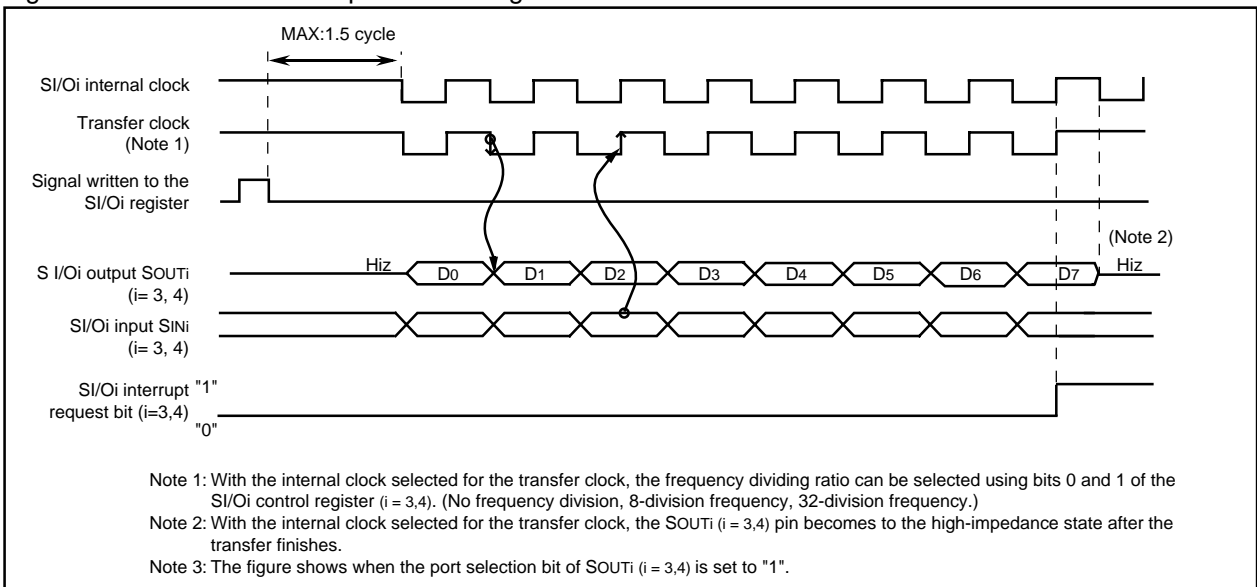 MAX:1.5 cycle
SI/Oi internal clock
Transfer clock
(Note 1)
Signal written to the
SI/Oi register
(Note 2)
S I/Oi output SOUTi
(i= 3, 4)
Hiz
D0
D1
D2
D3
D4
D5
D6
D7
Hiz
SI/Oi input SINi
(i= 3, 4)
SI/Oi interrupt
request bit (i=3,4)
"1"
"0"
Note 1: With the internal clock selected for the transfer clock, the frequency dividing ratio can be selected using bits 0 and 1 of the
SI/Oi control register (i = 3,4). (No frequency division, 8-division frequency, 32-division frequency.)
Note 2: With the internal clock selected for the transfer clock, the SOUTi (i = 3,4) pin becomes to the high-impedance state after the
transfer finishes.
Note 3: The figure shows when the port selection bit of SOUTi (i = 3,4) is set to "1".